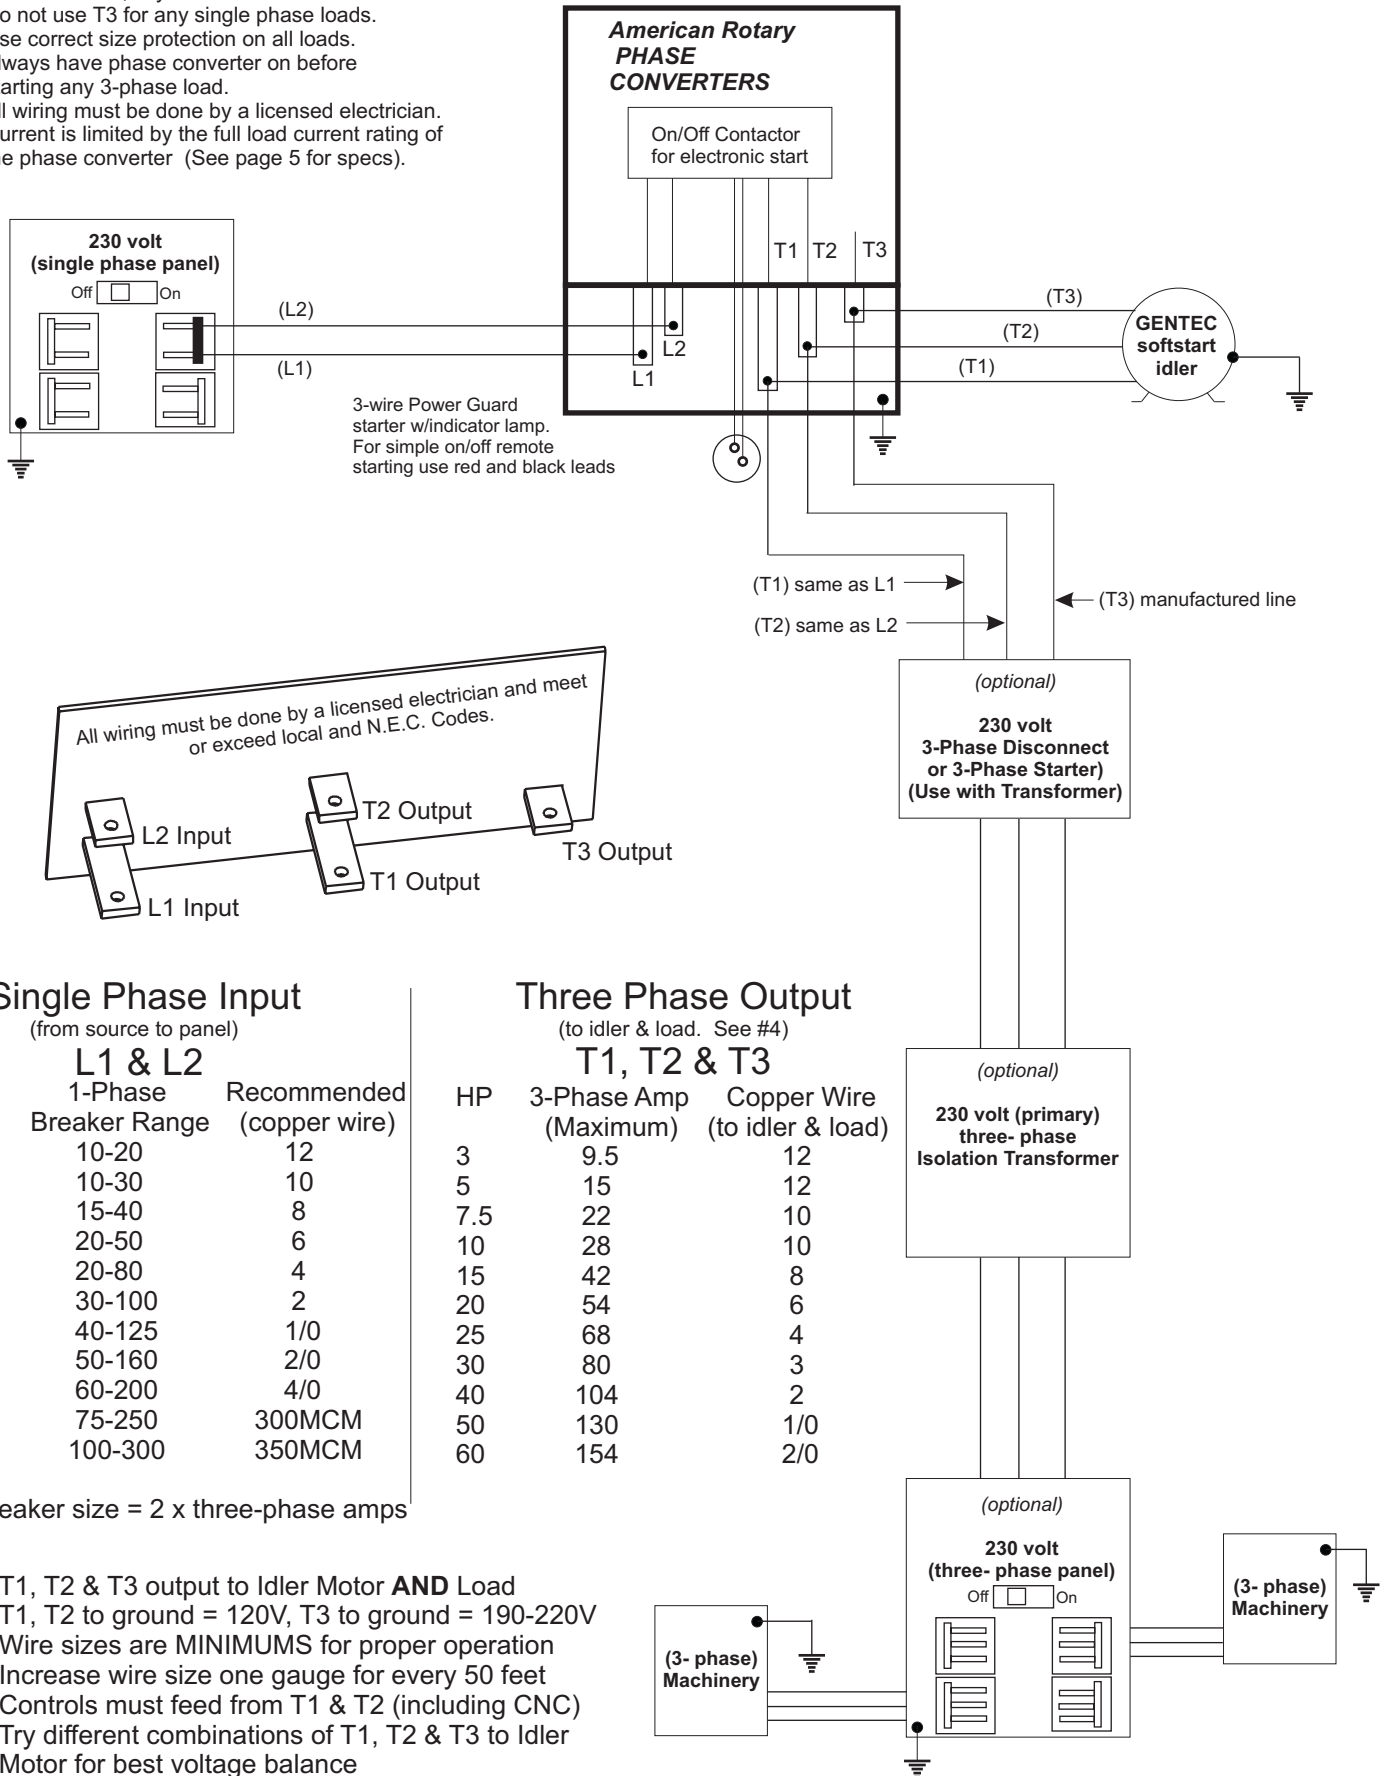 o not use T3 for any single phase loads.
se correct size protection on all loads.
lways have phase converter on before
arting any 3-phase load.
ll wiring must be done by a licensed electrician.
urrent is limited by the full load current rating of
e phase converter (See page 5 for specs).
American Rotary
PHASE
CONVERTERS
On/Off Contactor
for electronic start
T1 T2 T3
230 volt
(single phase panel)
Off On
(L2)
(L1)
L2
L1
(T3)
(T2)
(T1)
GENTEC
softstart
idler
3-wire Power Guard
starter w/indicator lamp.
For simple on/off remote
starting use red and black leads
(T1) same as L1
(T2) same as L2
(T3) manufactured line
All wiring must be done by a licensed electrician and meet
or exceed local and N.E.C. Codes.
L2 Input
L1 Input
T2 Output
T1 Output
T3 Output
(optional)
230 volt
3-Phase Disconnect
or 3-Phase Starter)
(Use with Transformer)
Single Phase Input
(from source to panel)
L1 & L2
1-Phase Recommended
Breaker Range (copper wire)
10-20 12
10-30 10
15-40 8
20-50 6
20-80 4
30-100 2
40-125 1/0
50-160 2/0
60-200 4/0
75-250 300MCM
100-300 350MCM
eaker size = 2 x three-phase amps
Three Phase Output
(to idler & load. See #4)
T1, T2 & T3
HP 3-Phase Amp Copper Wire
(Maximum) (to idler & load)
3 9.5 12
5 15 12
7.5 22 10
10 28 10
15 42 8
20 54 6
25 68 4
30 80 3
40 104 2
50 130 1/0
60 154 2/0
(optional)
230 volt (primary)
three- phase
Isolation Transformer
T1, T2 & T3 output to Idler Motor AND Load
T1, T2 to ground = 120V, T3 to ground = 190-220V
Wire sizes are MINIMUMS for proper operation
Increase wire size one gauge for every 50 feet
Controls must feed from T1 & T2 (including CNC)
Try different combinations of T1, T2 & T3 to Idler
Motor for best voltage balance
(optional)
230 volt
(three- phase panel)
Off On
(3- phase)
Machinery
(3- phase)
Machinery